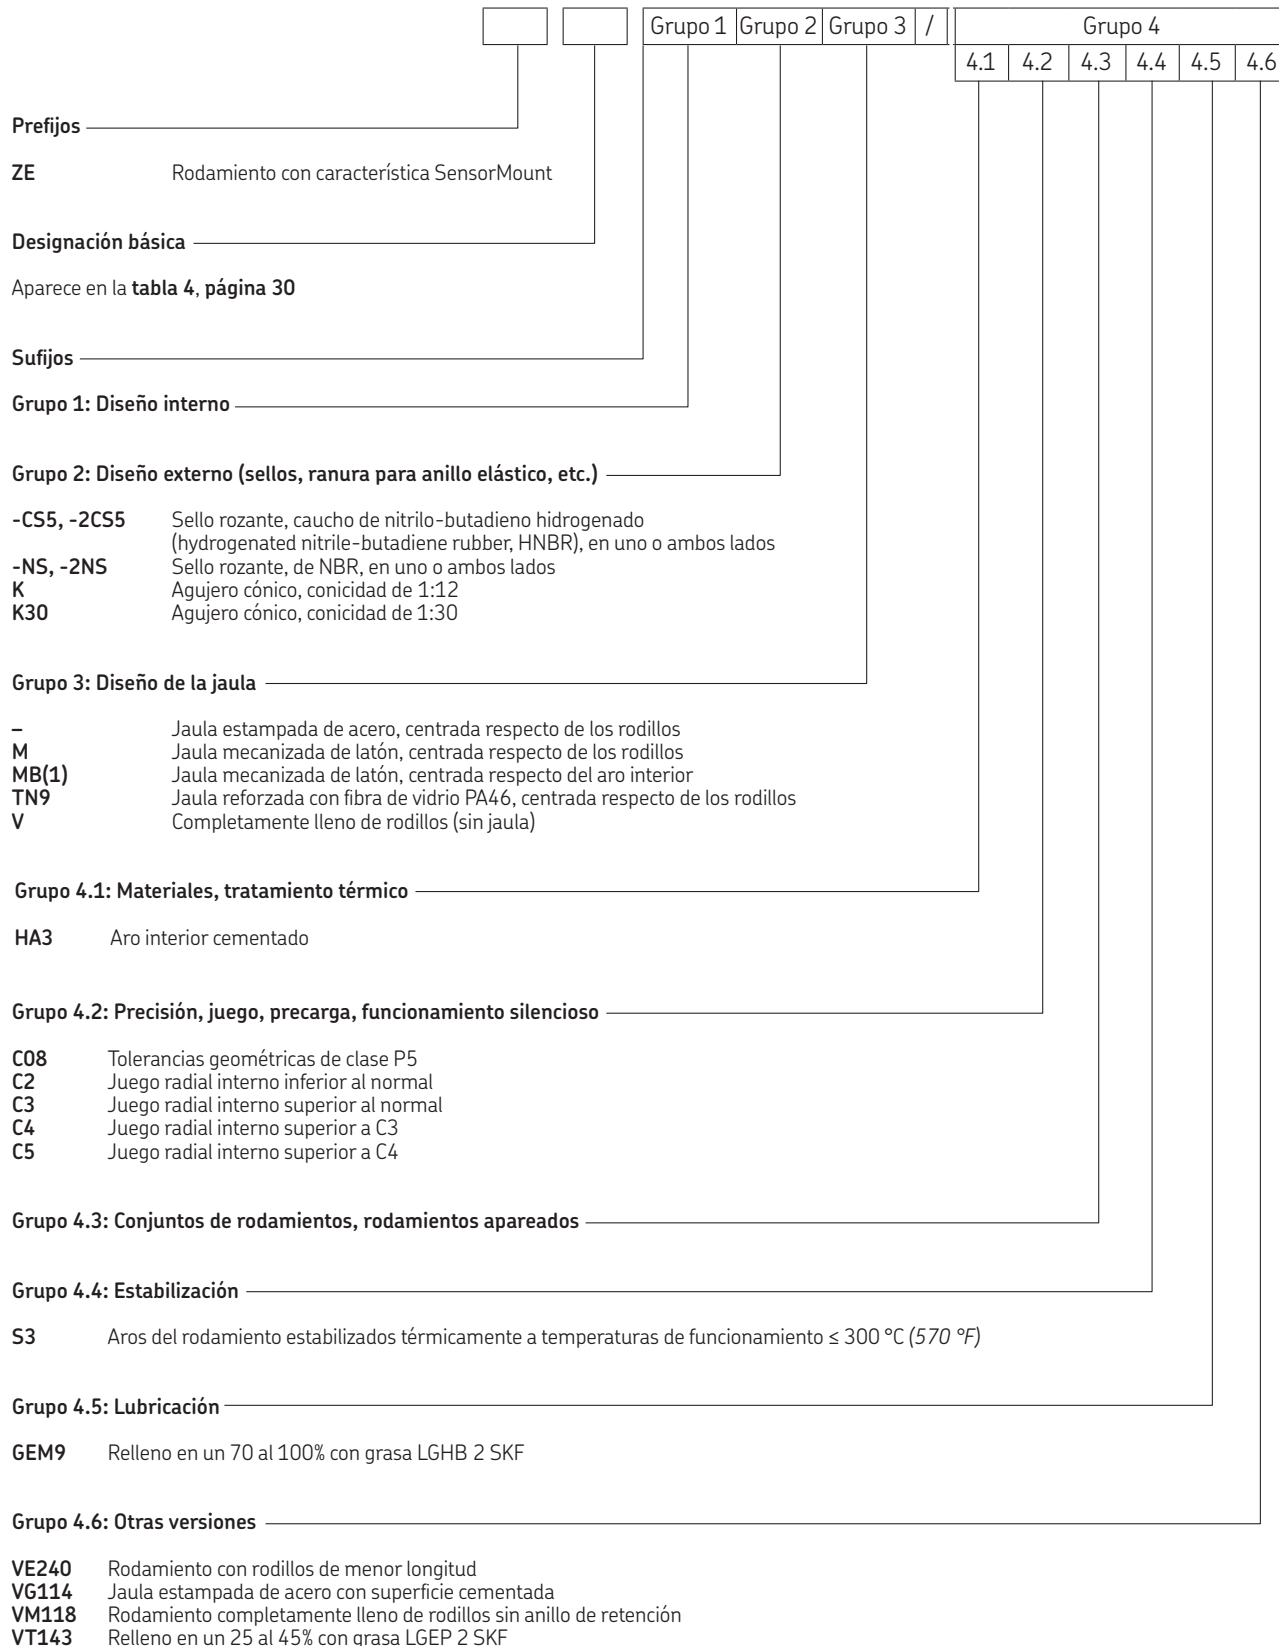 Grupo 1 Grupo 2 Grupo 3 / Grupo 4
4.1 4.2 4.3 4.4 4.5 4.6
Prefijos
ZE Rodamiento con característica SensorMount
Designación básica
Aparece en la tabla 4, página 30
Sufijos
Grupo 1: Diseño interno
Grupo 2: Diseño externo (sellos, ranura para anillo elástico, etc.)
-CS5, -2CS5 Sello rozante, caucho de nitrilo-butadieno hidrogenado
(hydrogenated nitrile-butadiene rubber, HNBR), en uno o ambos lados
-NS, -2NS Sello rozante, de NBR, en uno o ambos lados
K Agujero cónico, conicidad de 1:12
K30 Agujero cónico, conicidad de 1:30
Grupo 3: Diseño de la jaula
– Jaula estampada de acero, centrada respecto de los rodillos
M Jaula mecanizada de latón, centrada respecto de los rodillos
MB(1) Jaula mecanizada de latón, centrada respecto del aro interior
TN9 Jaula reforzada con fibra de vidrio PA46, centrada respecto de los rodillos
V Completamente lleno de rodillos (sin jaula)
Grupo 4.1: Materiales, tratamiento térmico
HA3 Aro interior cementado
Grupo 4.2: Precisión, juego, precarga, funcionamiento silencioso
C08 Tolerancias geométricas de clase P5
C2 Juego radial interno inferior al normal
C3 Juego radial interno superior al normal
C4 Juego radial interno superior a C3
C5 Juego radial interno superior a C4
Grupo 4.3: Conjuntos de rodamientos, rodamientos apareados
Grupo 4.4: Estabilización
S3 Aros del rodamiento estabilizados térmicamente a temperaturas de funcionamiento ≤ 300 °C (570 °F)
Grupo 4.5: Lubricación
GEM9 Relleno en un 70 al 100% con grasa LGHB 2 SKF
Grupo 4.6: Otras versiones
VE240 Rodamiento con rodillos de menor longitud
VG114 Jaula estampada de acero con superficie cementada
VM118 Rodamiento completamente lleno de rodillos sin anillo de retención
VT143 Relleno en un 25 al 45% con grasa LGEP 2 SKF